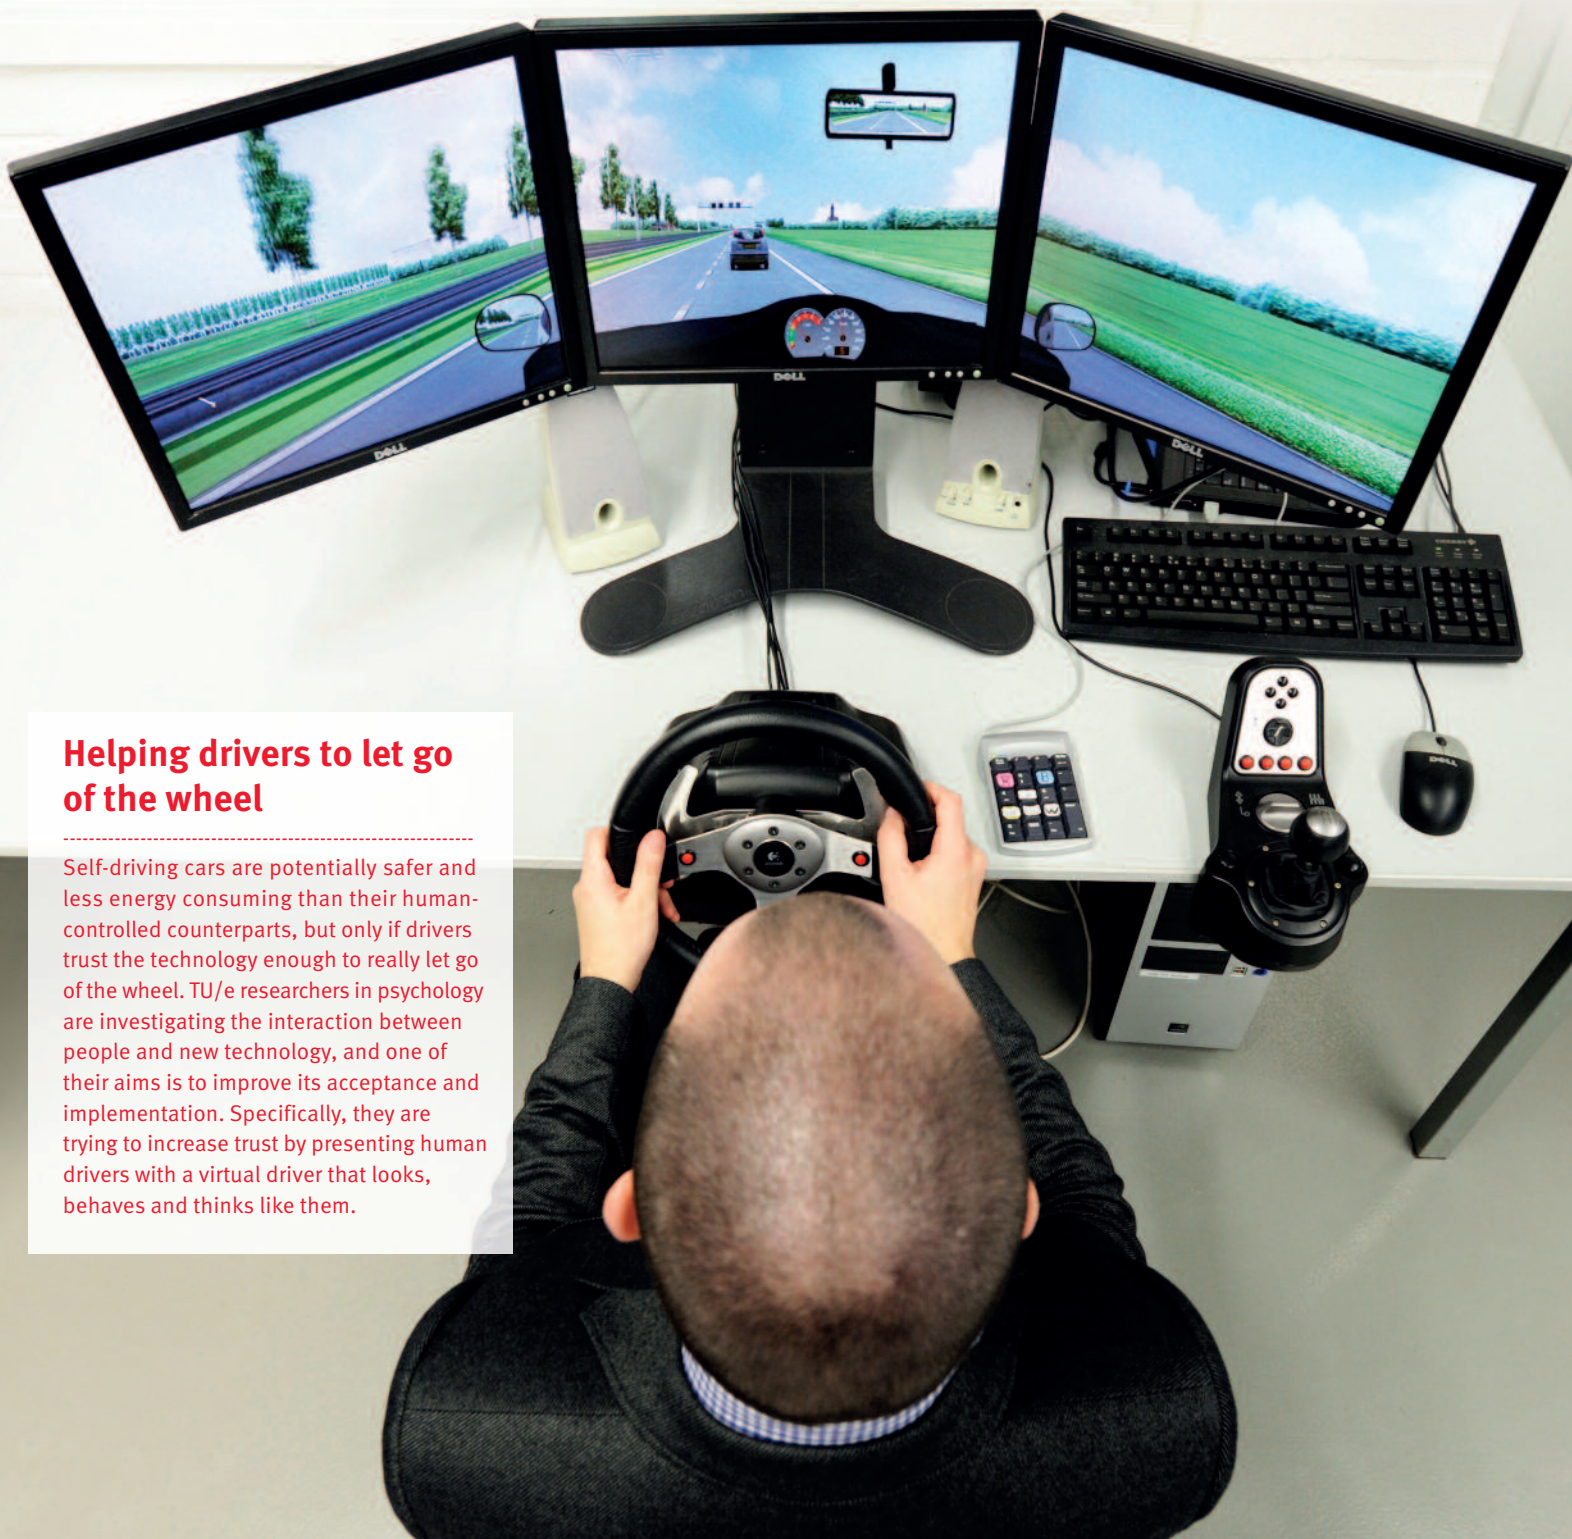 DELL
DELL
DELL
CHERRY
DELL
Helping drivers to let go
of the wheel
Self-driving cars are potentially safer and
less energy consuming than their human-
controlled counterparts, but only if drivers
trust the technology enough to really let go
of the wheel. TU/e researchers in psychology
are investigating the interaction between
people and new technology, and one of
their aims is to improve its acceptance and
implementation. Specifically, they are
trying to increase trust by presenting human
drivers with a virtual driver that looks,
behaves and thinks like them.